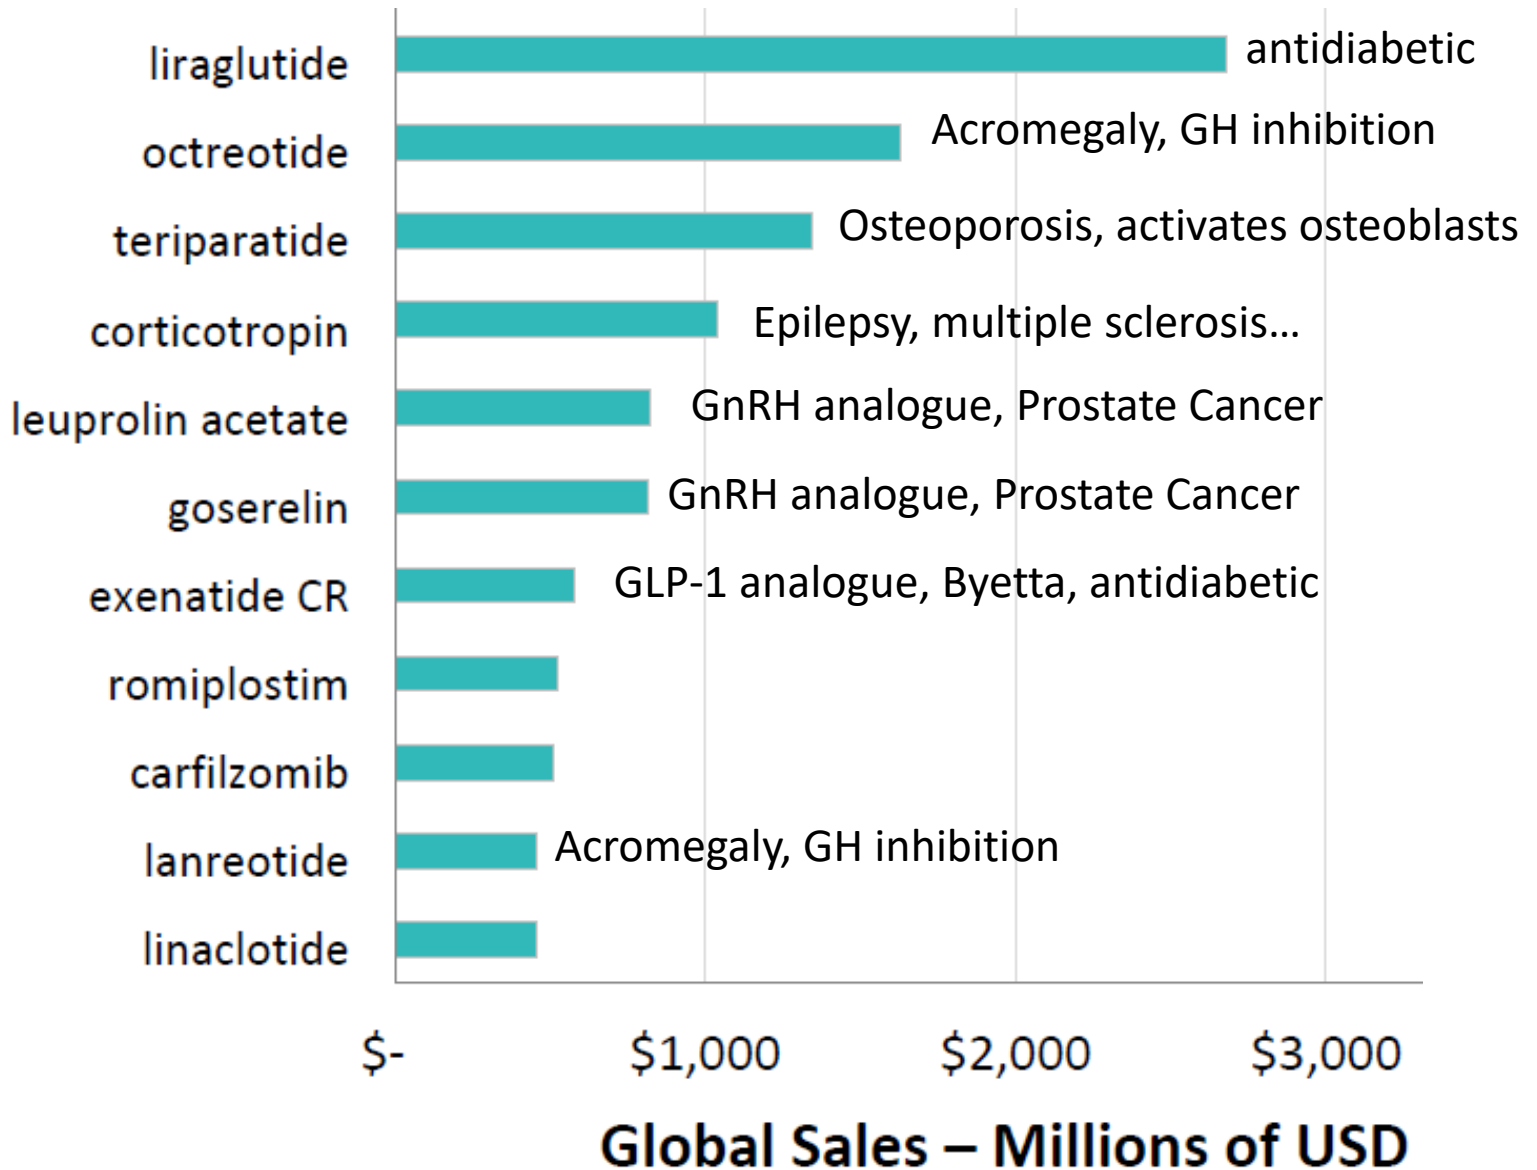 liraglutide antidiabetic
octreotide Acromegaly, GH inhibition
teriparatide Osteoporosis, activates osteoblasts
corticotropin Epilepsy, multiple sclerosis…
leuprolin acetate GnRH analogue, Prostate Cancer
goserelin GnRH analogue, Prostate Cancer
exenatide CR GLP-1 analogue, Byetta, antidiabetic
romiplostim
carfilzomib
lanreotide Acromegaly, GH inhibition
linaclotide
$- $1,000 $2,000 $3,000
Global Sales – Millions of USD